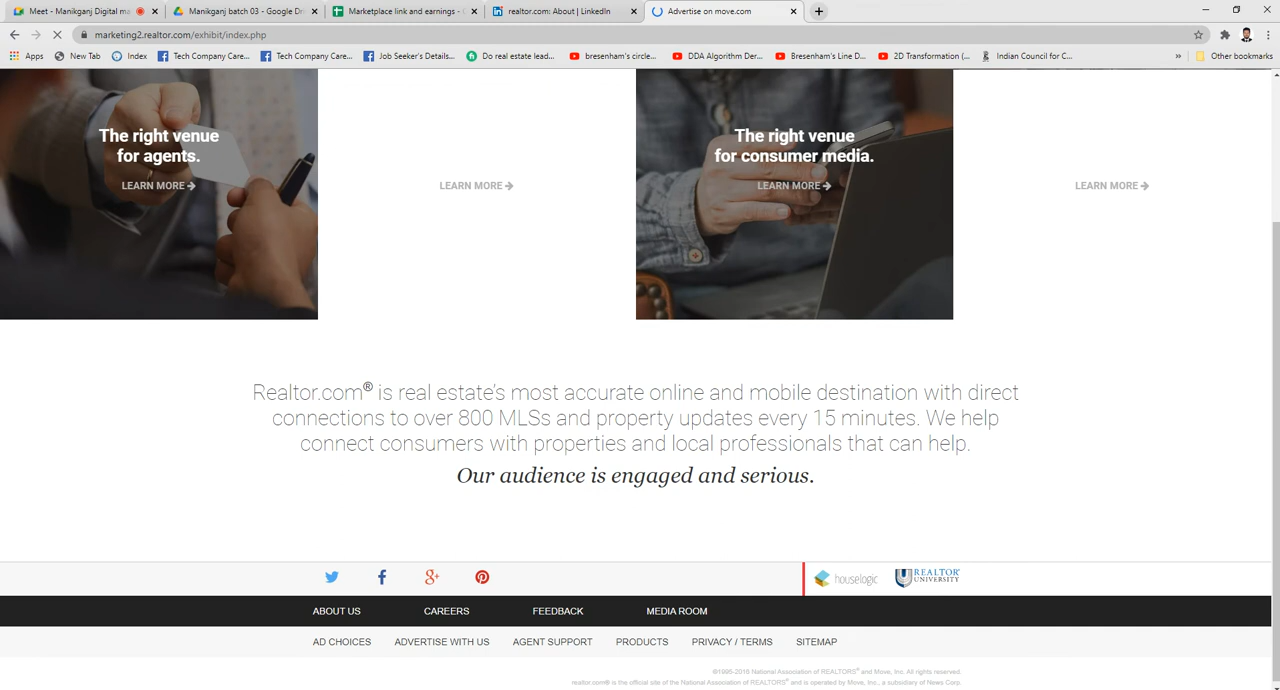 Meet - Manikganj Digital ma
Manikganj batch 03 - Google Dri
Marketplace link and earnings - G
realtor.com: About | LinkedIn
Advertise on move.com
marketing2.realtor.com/exhibit/index.php
Apps
New Tab
Index
Tech Company Care...
Tech Company Care...
Job Seeker's Details...
Do real estate lead...
bresenham's circle...
DDA Algorithm Der...
Bresenham's Line D...
2D Transformation (...
Indian Council for C...
»
Other bookmarks
The right venue
for agents.
LEARN MORE
LEARN MORE
The right venue
for consumer media.
LEARN MORE
LEARN MORE
Realtor.com® is real estate's most accurate online and mobile destination with direct
connections to over 800 MLSs and property updates every 15 minutes. We help
connect consumers with properties and local professionals that can help.
Our audience is engaged and serious.
houselogic
REALTOR
UNIVERSITY
ABOUT US
CAREERS
FEEDBACK
MEDIA ROOM
AD CHOICES
ADVERTISE WITH US
AGENT SUPPORT
PRODUCTS
PRIVACY / TERMS
SITEMAP
©1995-2016 National Association of REALTORS® and Move, Inc. All rights reserved.
realtor.com® is the official site of the National Association of REALTORS® and is operated by Move, Inc., a subsidiary of News Corp.